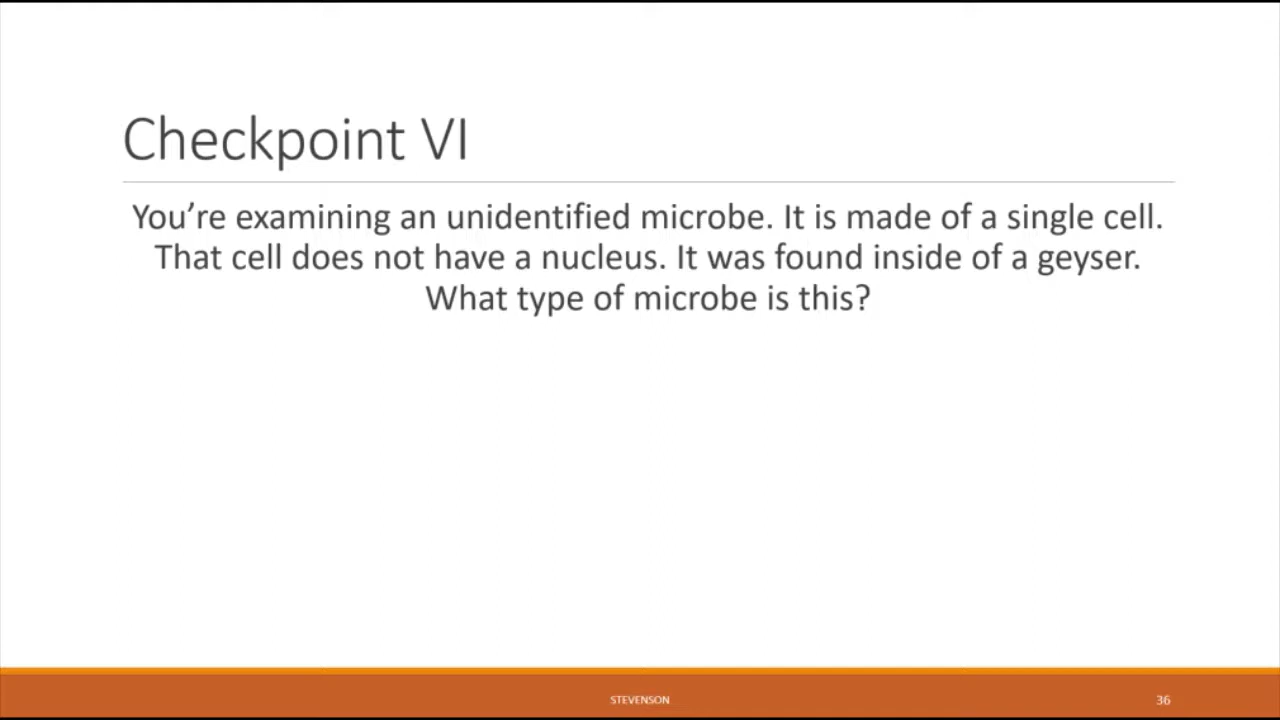 Checkpoint VI
You’re examining an unidentified microbe. It is made of a single cell.
That cell does not have a nucleus. It was found inside of a geyser.
What type of microbe is this?
STEVENSON
36